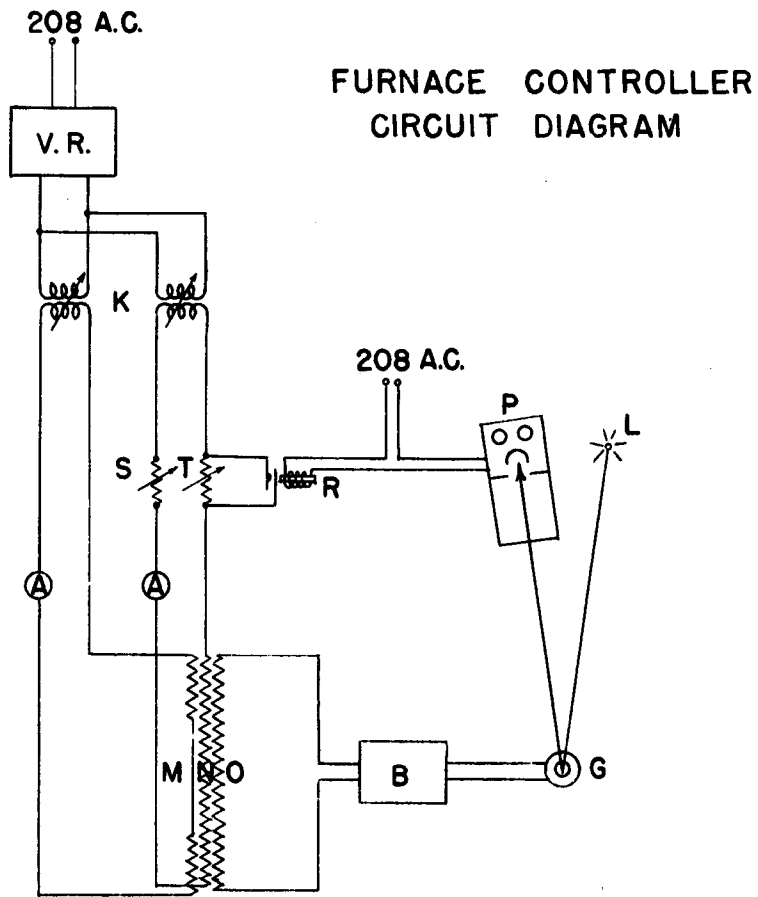 208 A.C.
FURNACE CONTROLLER
CIRCUIT DIAGRAM
V. R.
K
208 A.C.
P
L
S
T
R
A
A
M N O
B
G